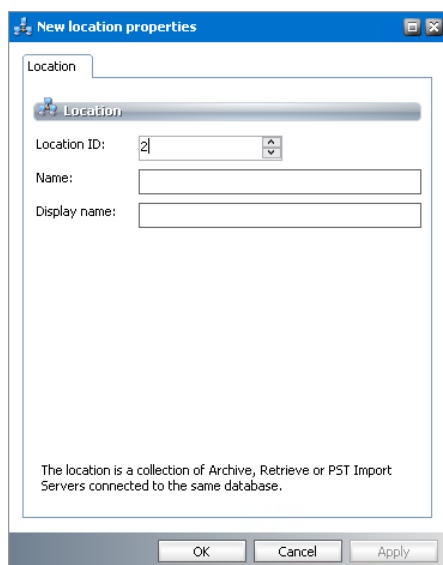 New location properties
Location
Location
Location ID: 2
Name:
Display name:
The location is a collection of Archive, Retrieve or PST Import
Servers connected to the same database.
OK Cancel Apply